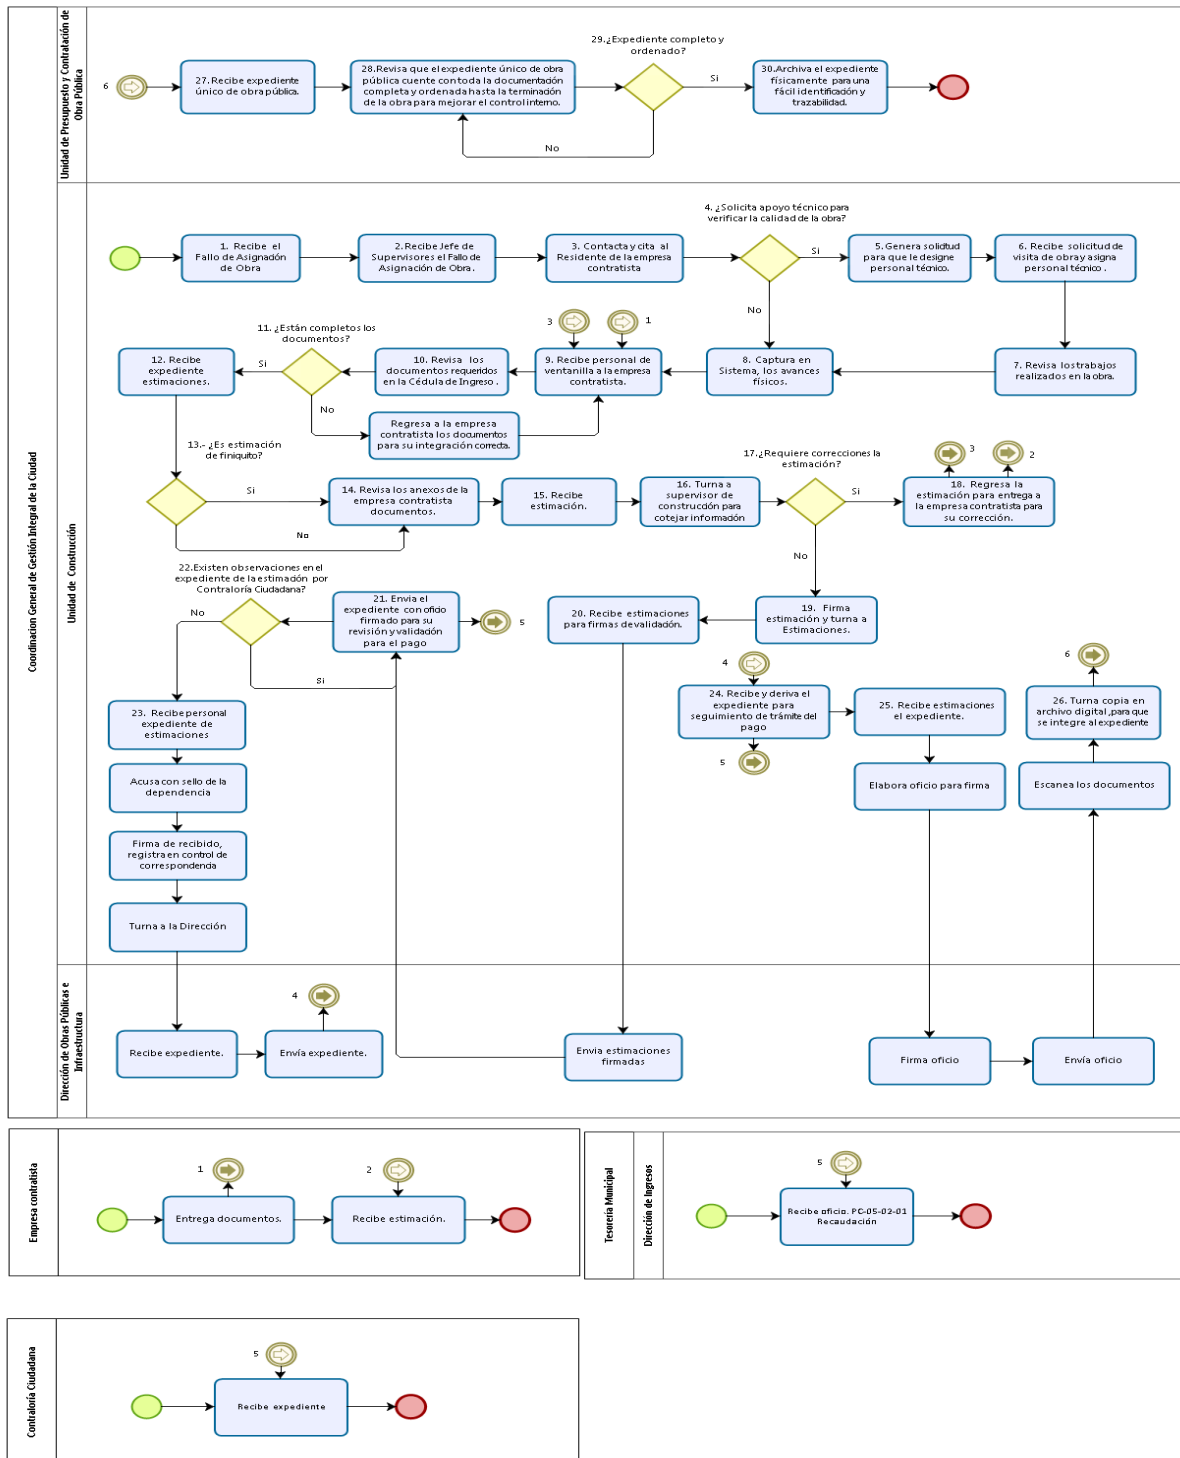 Coordinacion General de Gestión Integral de la Ciudad
Unidad de Presupuesto y Contratación de
Obra Pública
6
27. Recibe expediente
único de obra pública.
28.Revisa que el expediente único de obra
pública cuente con toda la documentación
completa y ordenada hasta la terminación
de la obra para mejorar el control interno.
29.¿Expediente completo y
ordenado?
Si
No
30.Archiva el expediente
físicamente para una
fácil identificación y
trazabilidad.
Unidad de Construcción
1. Recibe el
Fallo de Asignación
de Obra
2.Recibe Jefe de
Supervisores el Fallo de
Asignación de Obra.
3. Contacta y cita al
Residente de la empresa
contratista
4. ¿Solicita apoyo técnico para
verificar la calidad de la obra?
Si
No
5.Genera solicitud
para que le designe
personal técnico.
6. Recibe solicitud de
visita de obra y asigna
personal técnico.
7. Revisa los trabajos
realizados en la obra.
8. Captura en
Sistema, los avances
físicos.
3
1
9. Recibe personal de
ventanilla a la empresa
contratista.
10. Revisa los
documentos requeridos
en la Cédula de Ingreso.
11. ¿Están completos los
documentos?
Si
No
Regresa a la empresa
contratista los documentos
para su integración correcta.
12. Recibe
expediente
estimaciones.
13.- ¿Es estimación
de finiquito?
Si
No
14. Revisa los anexos de la
empresa contratista
documentos.
15. Recibe
estimación.
16. Turna a
supervisor de
construcción para
cotejar información
17.¿Requiere correcciones la
estimación?
Si
No
3
2
18. Regresa la
estimación para entrega a
la empresa contratista para
su corrección.
19. Firma
estimación y turna a
Estimaciones.
20. Recibe estimaciones
para firmas de validación.
21. Envia el
expediente con oficio
firmado para su
revisión y validación
para el pago
5
22.Existen observaciones en el
expediente de la estimación por
Contraloría Ciudadana?
No
Si
23. Recibe personal
expediente de
estimaciones
Acusa con sello de la
dependencia
Firma de recibido,
registra en control de
correspondencia
Turna a la Dirección
4
24. Recibe y deriva el
expediente para
seguimiento de trámite del
pago
5
25. Recibe estimaciones
el expediente.
Elabora oficio para firma
6
26. Turna copia en
archivo digital ,para que
se integre al expediente
Escanea los documentos
Dirección de Obras Públicas e
Infraestructura
Recibe expediente.
4
Envía expediente.
Envia estimaciones
firmadas
Firma oficio
Envía oficio
Empresa contratista
1
Entrega documentos.
2
Recibe estimación.
Tesorería Municipal
Dirección de Ingresos
5
Recibe oficio. PC-05-02-01
Recaudación
Contraloría Ciudadana
5
Recibe expediente